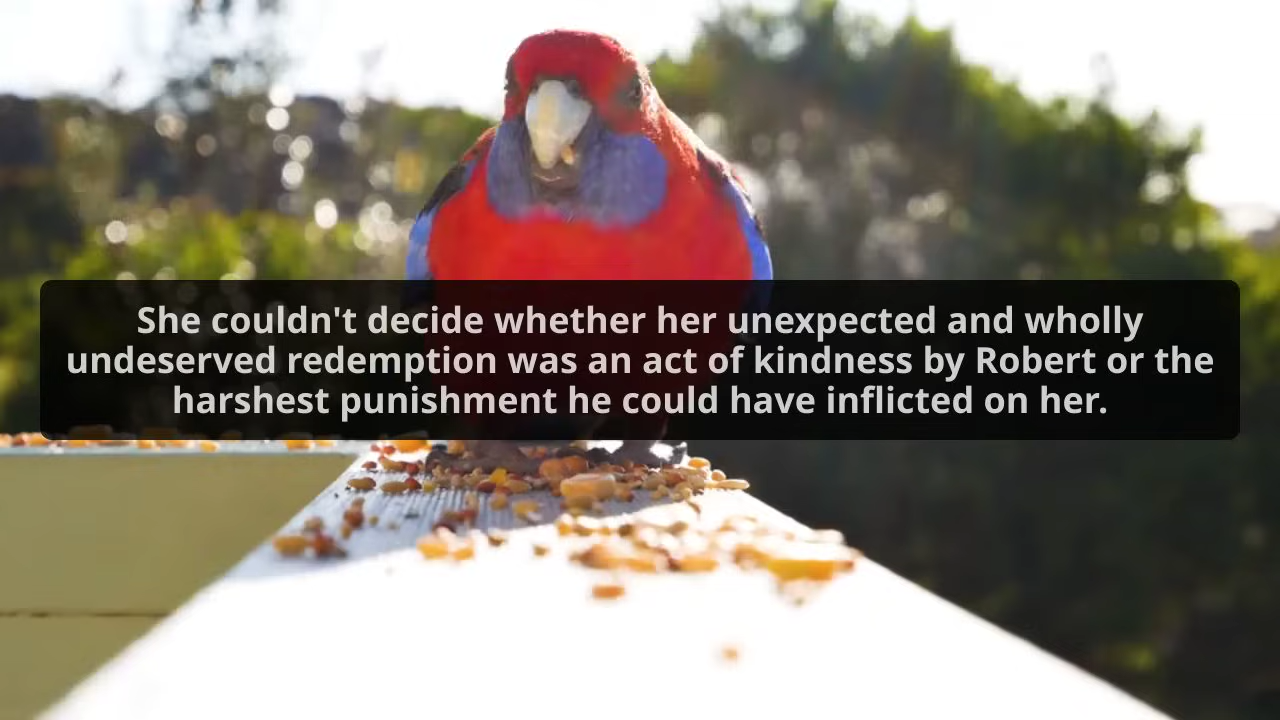 She couldn't decide whether her unexpected and wholly
undeserved redemption was an act of kindness by Robert or the
harshest punishment he could have inflicted on her.